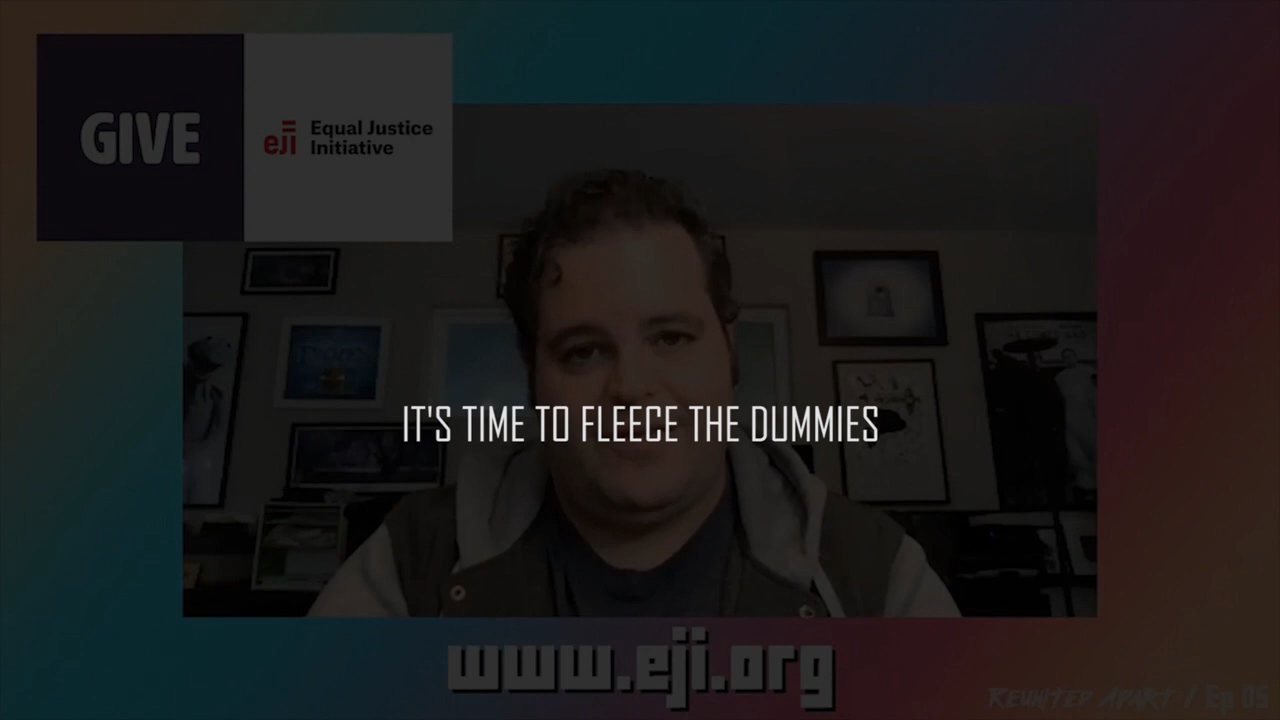 GIVE
eji Equal Justice
Initiative
IT'S TIME TO FLEECE THE DUMMIES
www.eji.org
REUNITED APART / Ep 05